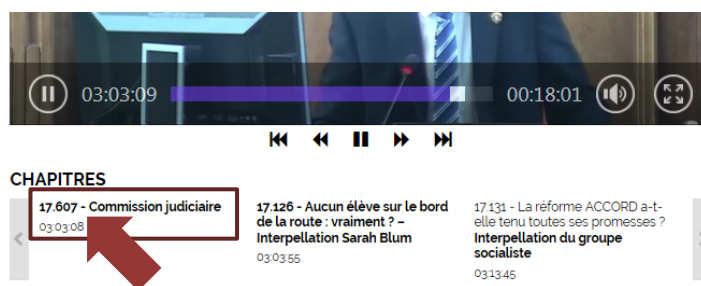 03:03:09
00:18:01
CHAPITRES
17.607 - Commission judiciaire
03:03:08
17.126 - Aucun élève sur le bord
de la route : vraiment ? –
Interpellation Sarah Blum
03:03:55
17.131 - La réforme ACCORD a-t-
elle tenu toutes ses promesses ?
Interpellation du groupe
socialiste
03:13:45